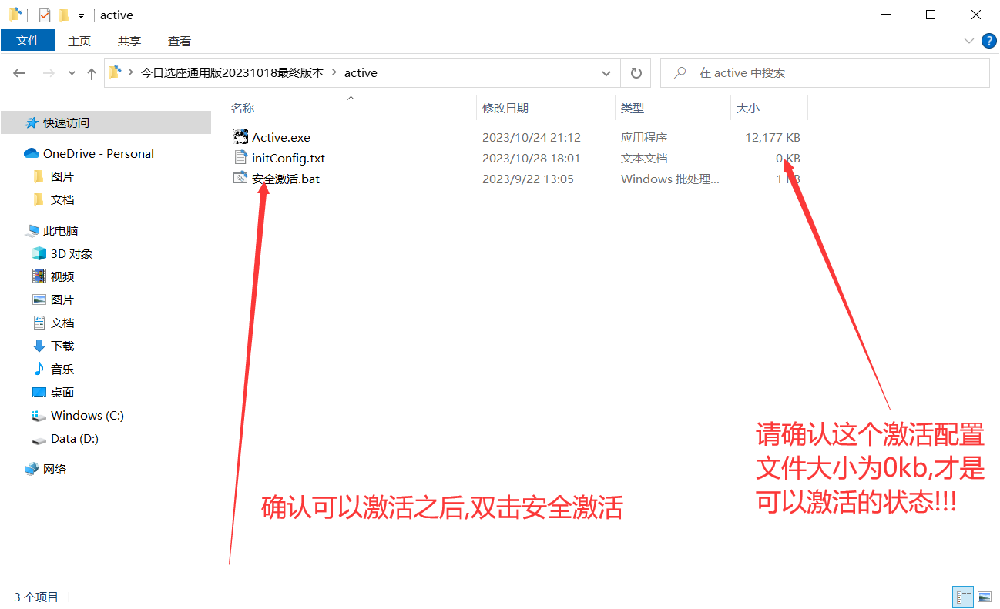 active
文件
主页
共享
查看
?
今日选座通用版20231018最终版本
active
在 active 中搜索
名称
修改日期
类型
大小
快速访问
Active.exe
2023/10/24 21:12
应用程序
12,177 KB
OneDrive - Personal
initConfig.txt
2023/10/28 18:01
文本文档
0 KB
图片
安全激活.bat
2023/9/22 13:05
Windows 批处理...
1 KB
文档
此电脑
3D 对象
视频
图片
文档
下载
音乐
桌面
Windows (C:)
Data (D:)
网络
请确认这个激活配置
文件大小为0kb,才是
可以激活的状态!!!
确认可以激活之后,双击安全激活
3 个项目